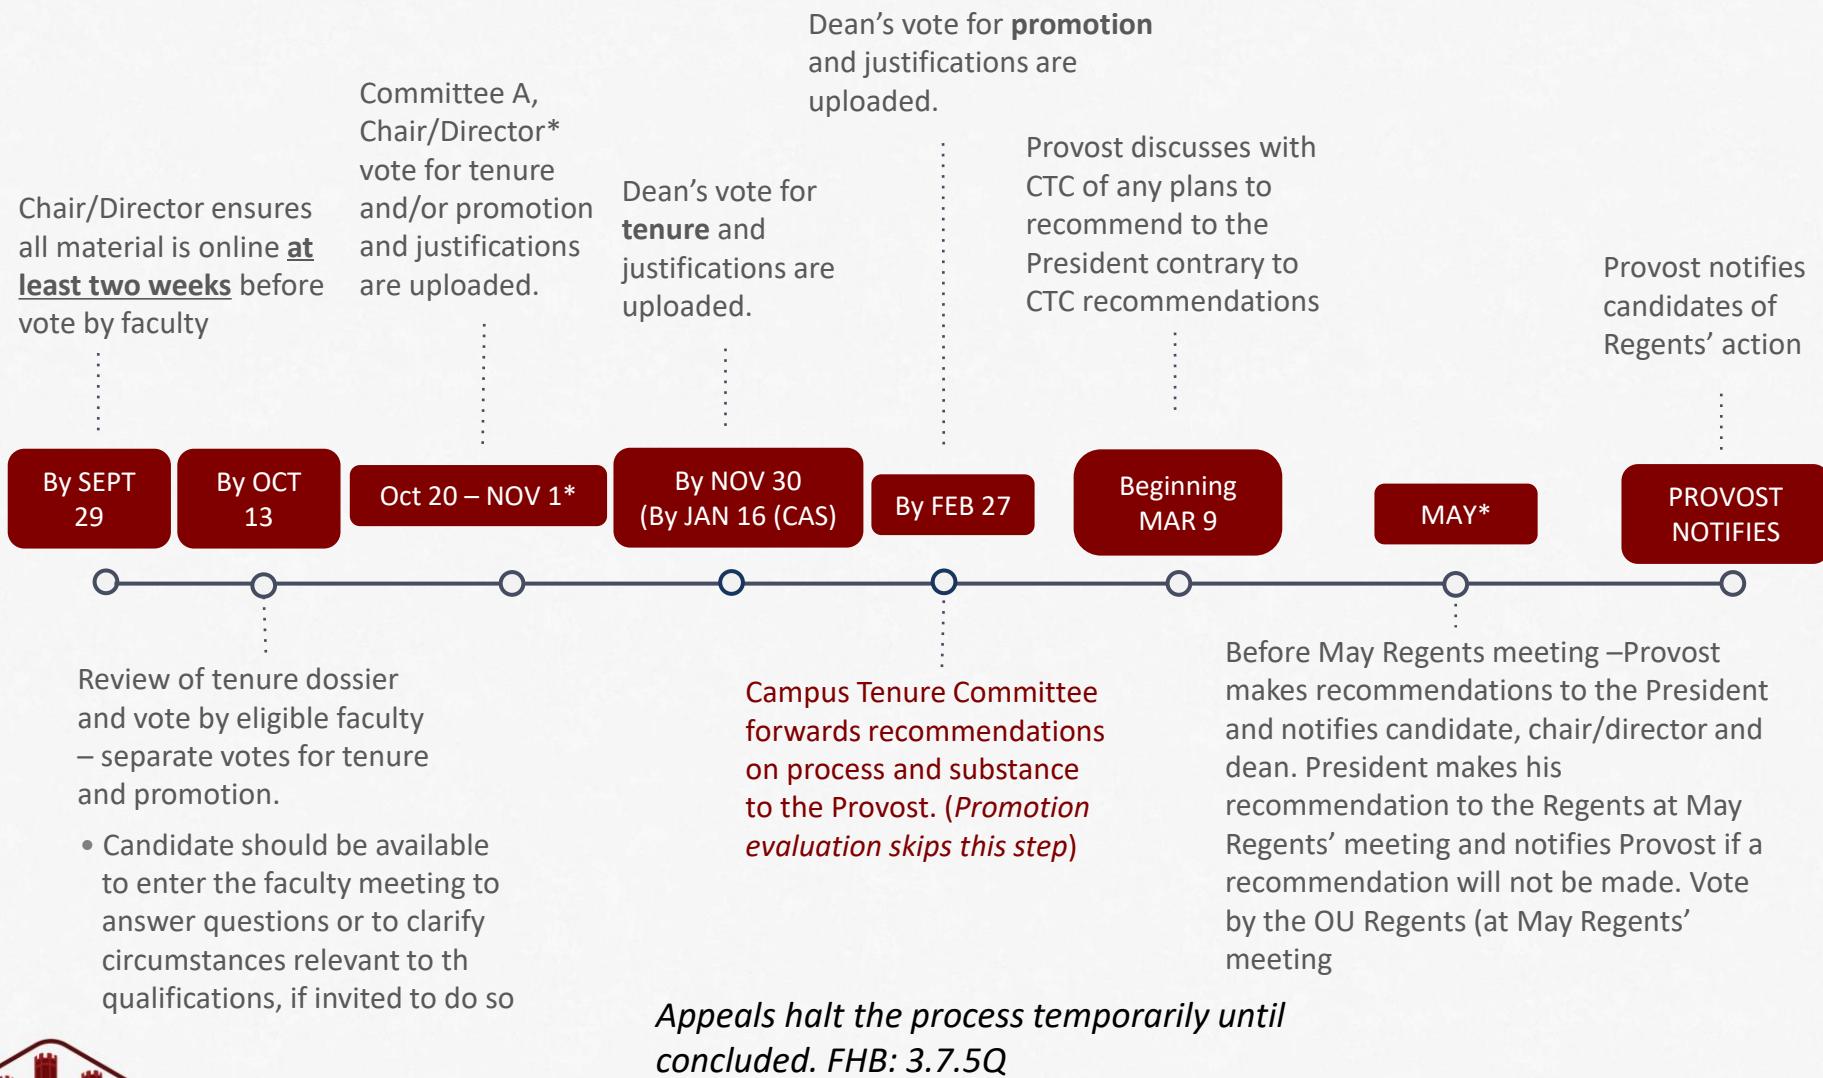 Dean’s vote for promotion
and justifications are
uploaded.
Committee A,
Chair/Director*
vote for tenure
and/or promotion
and justifications
are uploaded.
Provost discusses with
CTC of any plans to
recommend to the
President contrary to
CTC recommendations
Dean’s vote for
tenure and
justifications are
uploaded.
Chair/Director ensures
all material is online at
least two weeks before
vote by faculty
Provost notifies
candidates of
Regents’ action
By SEPT
29
By OCT
13
Oct 20 – NOV 1*
By NOV 30
(By JAN 16 (CAS)
By FEB 27
Beginning
MAR 9
MAY*
PROVOST
NOTIFIES
Review of tenure dossier
and vote by eligible faculty
– separate votes for tenure
and promotion.
• Candidate should be available
to enter the faculty meeting to
answer questions or to clarify
circumstances relevant to th
qualifications, if invited to do so
Campus Tenure Committee
forwards recommendations
on process and substance
to the Provost. (Promotion
evaluation skips this step)
Before May Regents meeting –Provost
makes recommendations to the President
and notifies candidate, chair/director and
dean. President makes his
recommendation to the Regents at May
Regents’ meeting and notifies Provost if a
recommendation will not be made. Vote
by the OU Regents (at May Regents’
meeting
Appeals halt the process temporarily until
concluded. FHB: 3.7.5Q